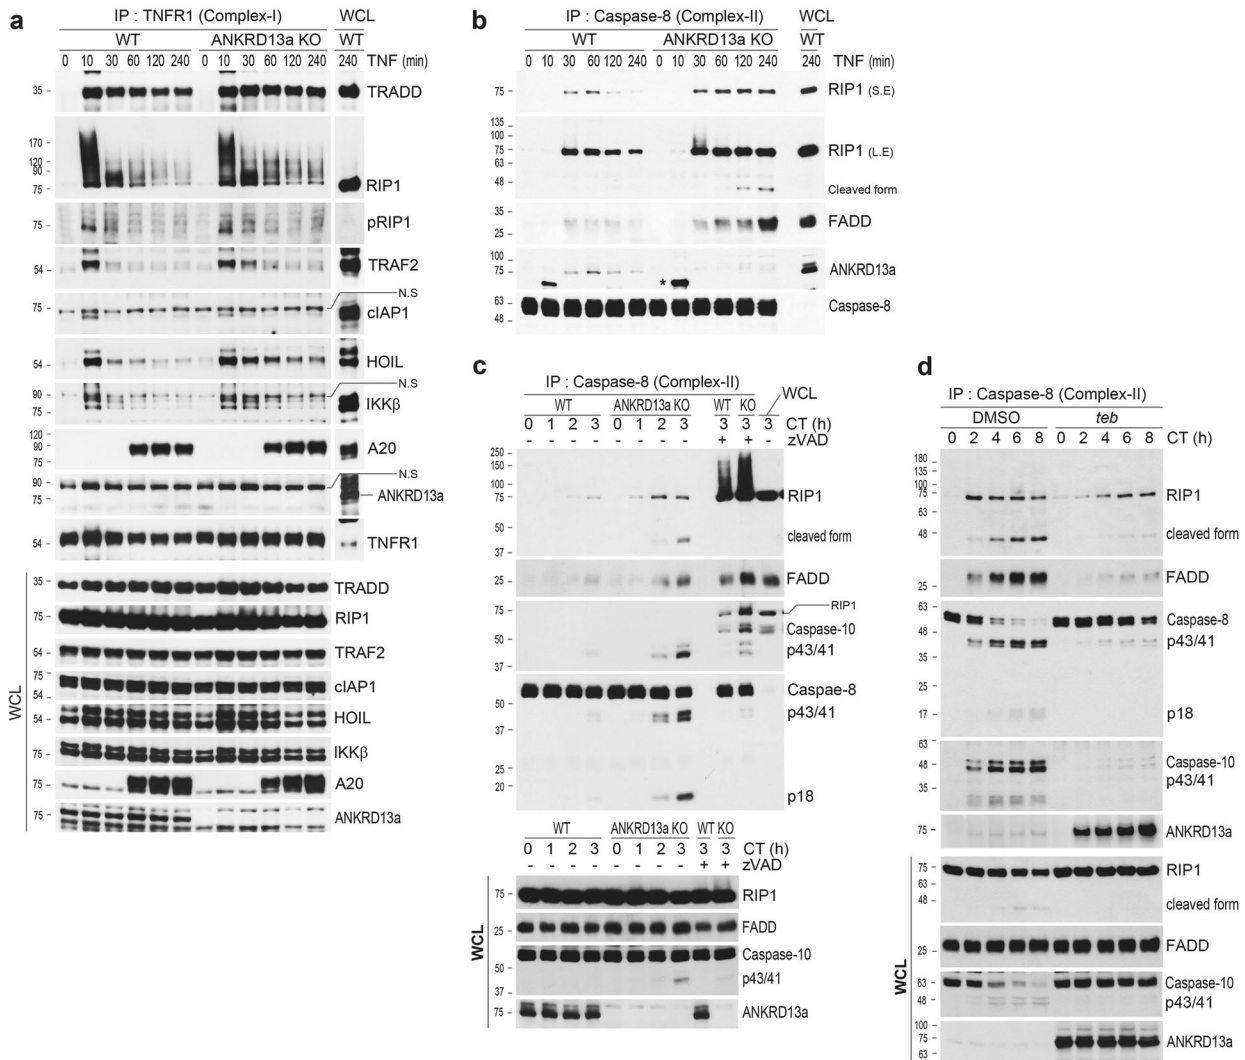 a
IP : TNFR1 (Complex-I)
WCL
WT
ANKRD13a KO
WT
0 10 30 60 120 240 0 10 30 60 120 240 240 TNF (min)
35
TRADD
170
120
90
75
RIP1
75
pRIP1
54
TRAF2
N.S
75
cIAP1
54
HOIL
N.S
90
75
IKKβ
120
90
75
A20
N.S
90
75
ANKRD13a
54
TNFR1
WCL
35
TRADD
75
RIP1
54
TRAF2
75
54
cIAP1
54
HOIL
75
IKKβ
75
A20
75
ANKRD13a
b
IP : Caspase-8 (Complex-II)
WCL
WT
ANKRD13a KO
WT
0 10 30 60 120 240 0 10 30 60 120 240 240 TNF (min)
75
RIP1 (S.E)
135
100
75
63
48
RIP1 (L.E)
Cleaved form
35
25
FADD
100
75
63
*
ANKRD13a
63
48
Caspase-8
c
IP : Caspase-8 (Complex-II)
WCL
WT
ANKRD13a KO
WT KO
0 1 2 3 0 1 2 3 3 3 3 CT (h)
- - - - - - - - + + - zVAD
250
150
100
75
50
37
RIP1
cleaved form
25
FADD
75
50
37
RIP1
Caspase-10
p43/41
50
37
25
20
Caspae-8
p43/41
p18
WT
ANKRD13a KO
WT KO
0 1 2 3 0 1 2 3 3 3 CT (h)
- - - - - - - - + + zVAD
WCL
75
RIP1
25
FADD
50
37
Caspase-10
p43/41
75
ANKRD13a
d
IP : Caspase-8 (Complex-II)
DMSO
teb
0 2 4 6 8 0 2 4 6 8 CT (h)
180
135
100
75
63
48
RIP1
cleaved form
25
FADD
63
48
35
25
17
Caspase-8
p43/41
p18
63
48
35
Caspase-10
p43/41
75
ANKRD13a
WCL
75
63
48
RIP1
cleaved form
25
FADD
63
48
Caspase-10
p43/41
100
75
63
ANKRD13a